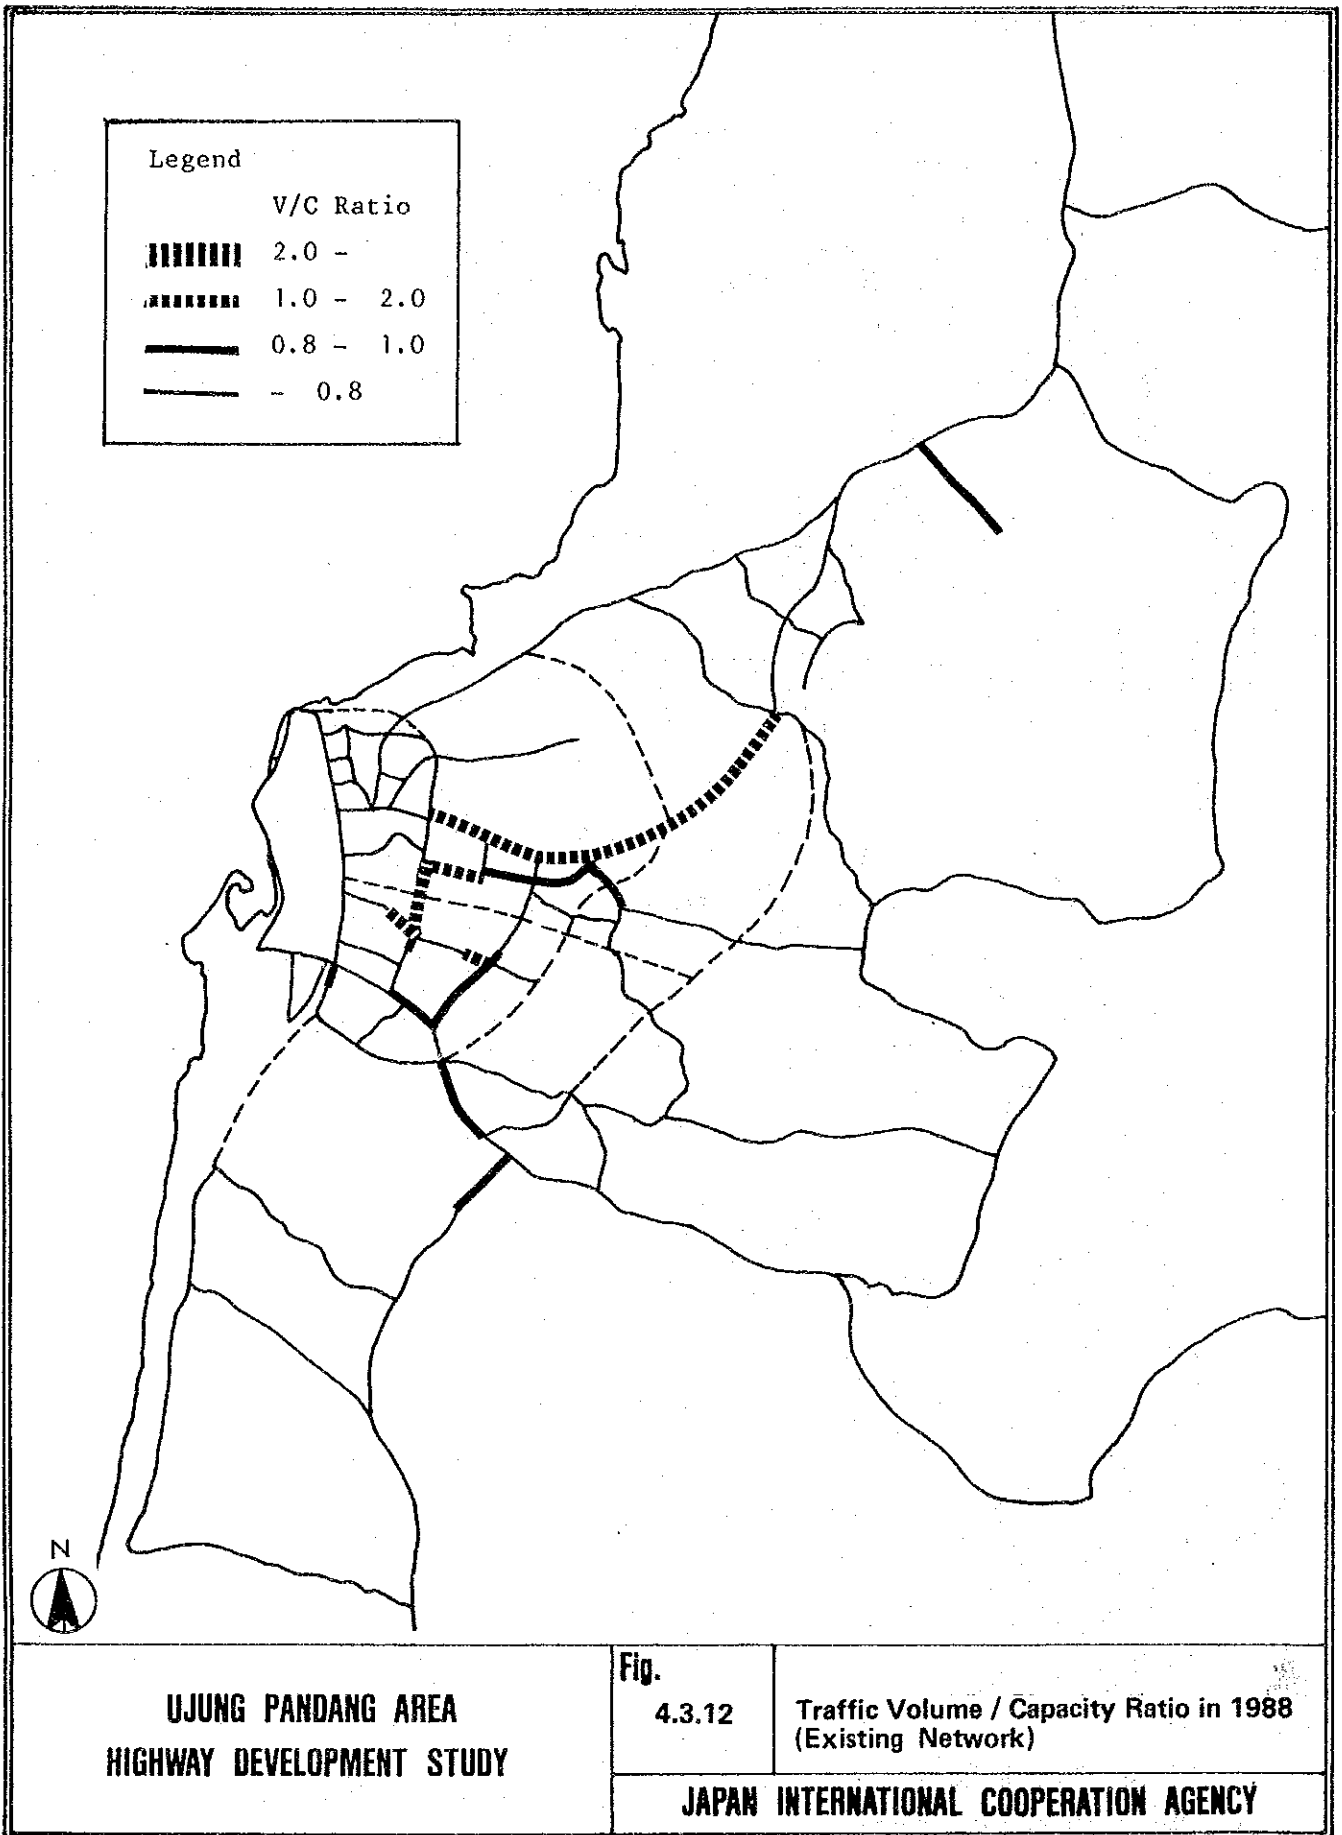 Legend
V/C Ratio
2.0 -
1.0 - 2.0
0.8 - 1.0
- 0.8
N
UJUNG PANDANG AREA
HIGHWAY DEVELOPMENT STUDY
Fig.
4.3.12
Traffic Volume / Capacity Ratio in 1988
(Existing Network)
JAPAN INTERNATIONAL COOPERATION AGENCY